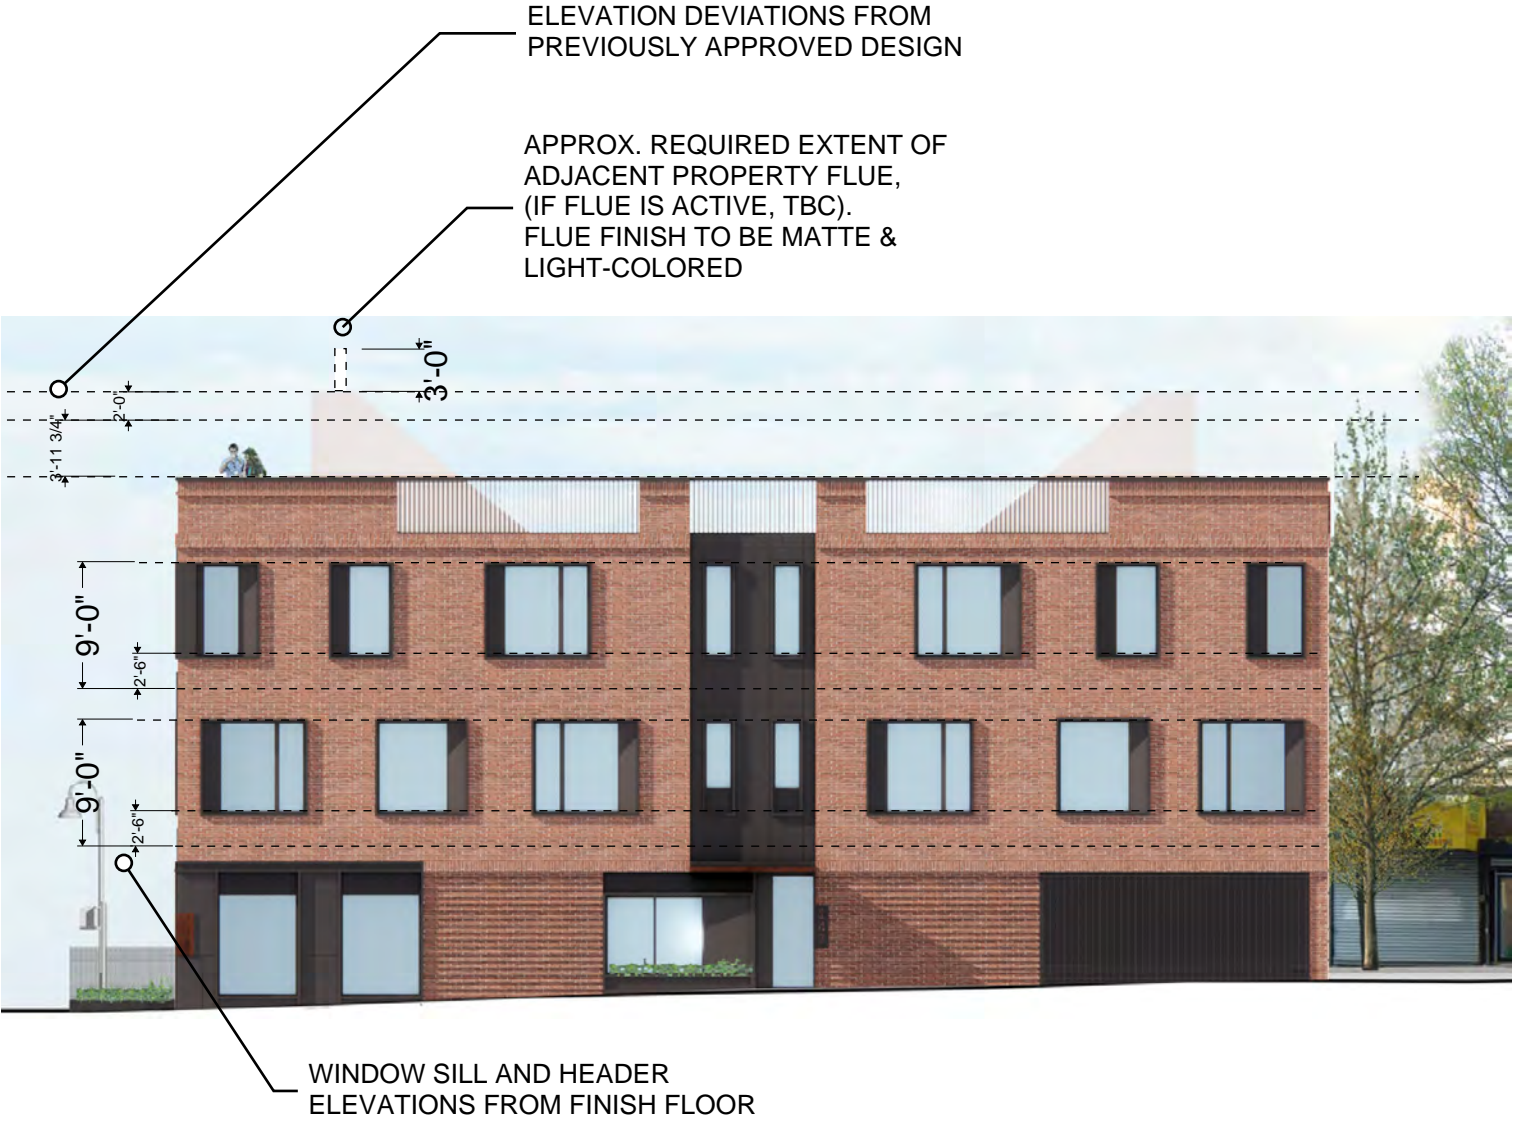 ELEVATION DEVIATIONS FROM
PREVIOUSLY APPROVED DESIGN
APPROX. REQUIRED EXTENT OF
ADJACENT PROPERTY FLUE,
(IF FLUE IS ACTIVE, TBC).
FLUE FINISH TO BE MATTE &
LIGHT-COLORED
3'-0"
2'-0"
3'-11 3/4"
9'-0"
2'-6"
9'-0"
2'-6"
WINDOW SILL AND HEADER
ELEVATIONS FROM FINISH FLOOR